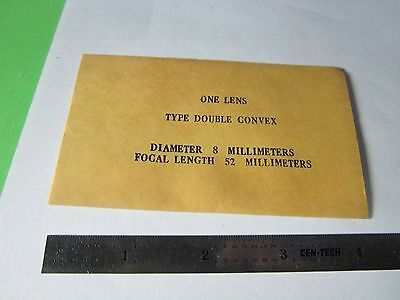 ONE LENS
TYPE DOUBLE CONVEX
DIAMETER 8 MILLIMETERS
FOCAL LENGTH 52 MILLIMETERS
1 2 3 CEN-TECH 4